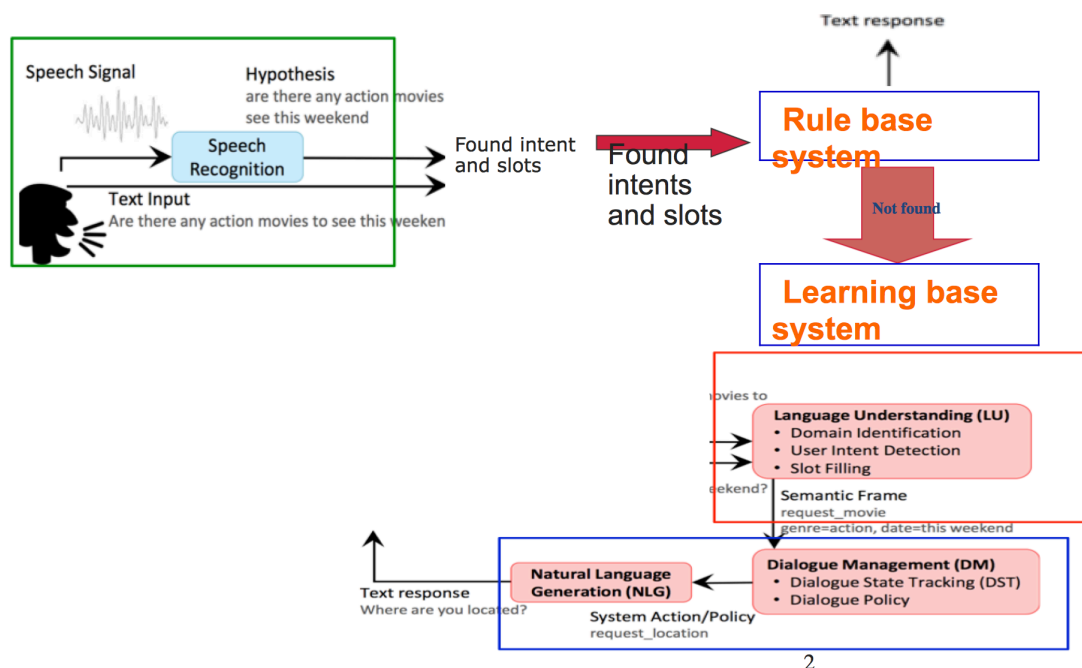 Text response
Speech Signal
Hypothesis
are there any action movies
see this weekend
Speech
Recognition
Text Input
Are there any action movies to see this weeken
Found intent
and slots
Found
intents
and slots
Rule base
system
Not found
Learning base
system
ovies to
Language Understanding (LU)
• Domain Identification
• User Intent Detection
• Slot Filling
eekend?
Semantic Frame
request_movie
genre=action, date=this weekend
Dialogue Management (DM)
• Dialogue State Tracking (DST)
• Dialogue Policy
Natural Language
Generation (NLG)
Text response
Where are you located?
System Action/Policy
request_location
2